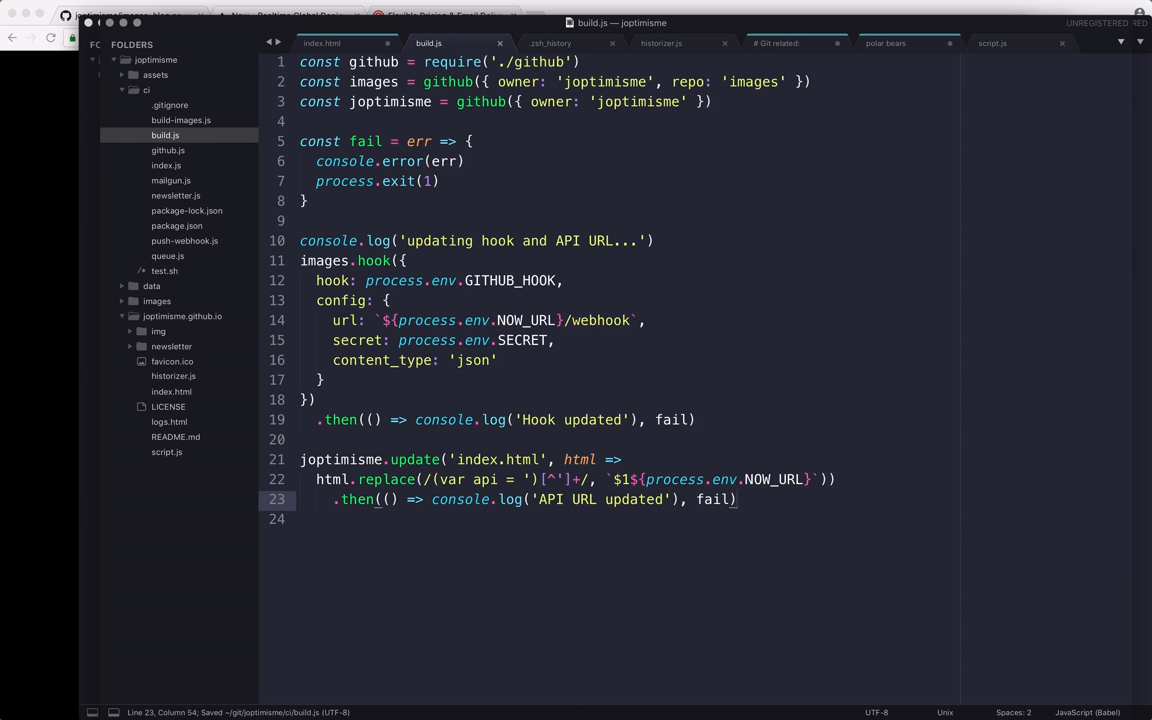 build.js — joptimisme
UNREGISTERED
RED
FOLDERS
joptimisme
assets
ci
.gitignore
build-images.js
build.js
github.js
index.js
mailgun.js
newsletter.js
package-lock.json
package.json
push-webhook.js
queue.js
test.sh
data
images
joptimisme.github.io
img
newsletter
favicon.ico
historizer.js
index.html
LICENSE
logs.html
README.md
script.js
index.html
build.js
.zsh_history
historizer.js
# Git related:
polar bears
script.js
1 const github = require('./github')
2 const images = github({ owner: 'joptimisme', repo: 'images' })
3 const joptimisme = github({ owner: 'joptimisme' })
4
5 const fail = err => {
6 console.error(err)
7 process.exit(1)
8 }
9
10 console.log('updating hook and API URL...')
11 images.hook({
12 hook: process.env.GITHUB_HOOK,
13 config: {
14 url: `${process.env.NOW_URL}/webhook`,
15 secret: process.env.SECRET,
16 content_type: 'json'
17 }
18 })
19 .then(() => console.log('Hook updated'), fail)
20
21 joptimisme.update('index.html', html =>
22 html.replace(/(var api = ')[^']+/, `$1${process.env.NOW_URL}`))
23 .then(() => console.log('API URL updated'), fail)
24
Line 23, Column 54; Saved ~/git/joptimisme/ci/build.js (UTF-8)
UTF-8
Unix
Spaces: 2
JavaScript (Babel)